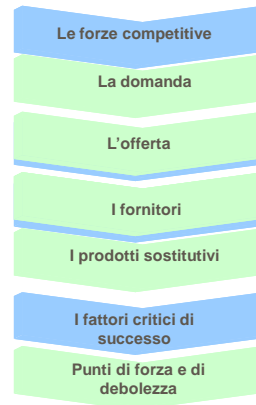 Le forze competitive
La domanda
L'offerta
I fornitori
I prodotti sostitutivi
I fattori critici di
successo
Punti di forza e di
debolezza